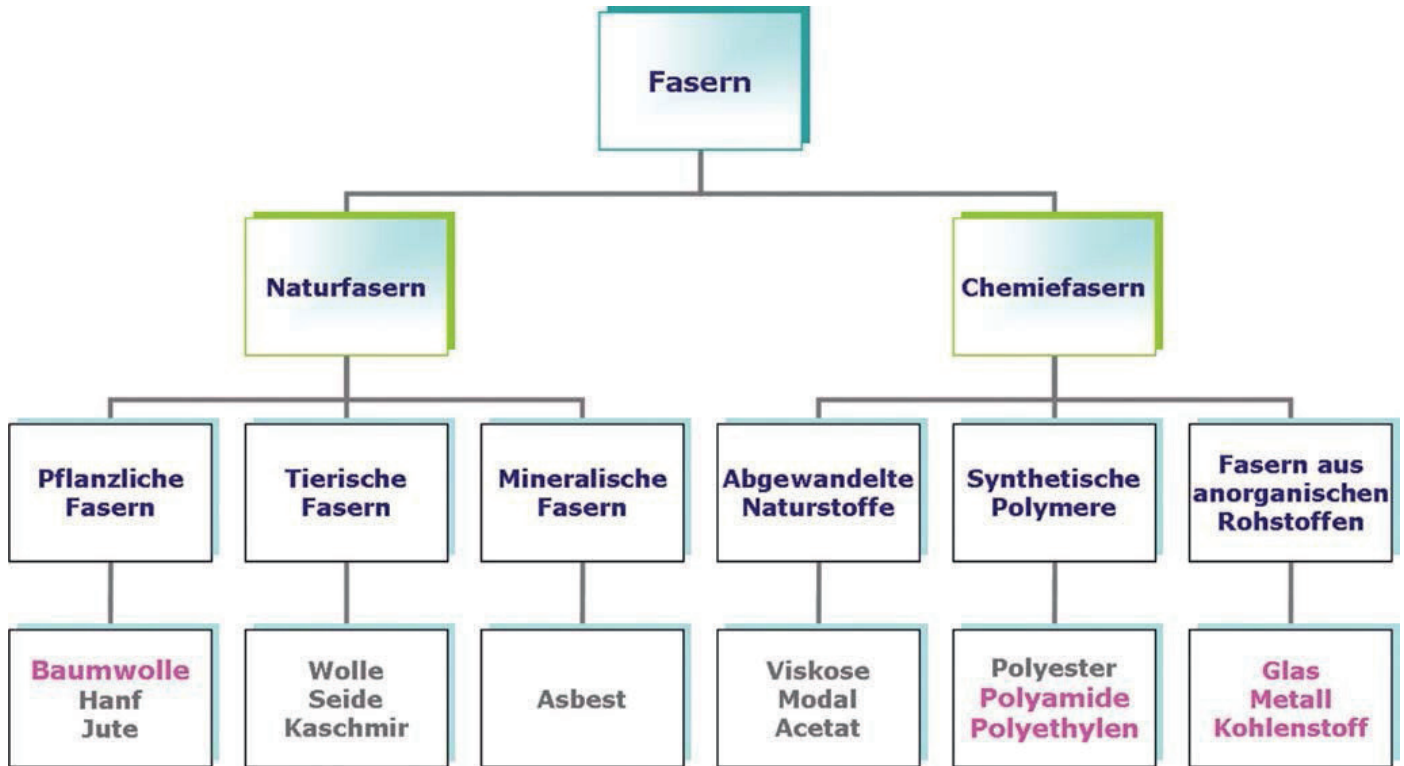 Fasern
Naturfasern
Chemiefasern
Pflanzliche
Fasern
Tierische
Fasern
Mineralische
Fasern
Abgewandelte
Naturstoffe
Synthetische
Polymere
Fasern aus
anorganischen
Rohstoffen
Baumwolle
Hanf
Jute
Wolle
Seide
Kaschmir
Asbest
Viskose
Modal
Acetat
Polyester
Polyamide
Polyethylen
Glas
Metall
Kohlenstoff